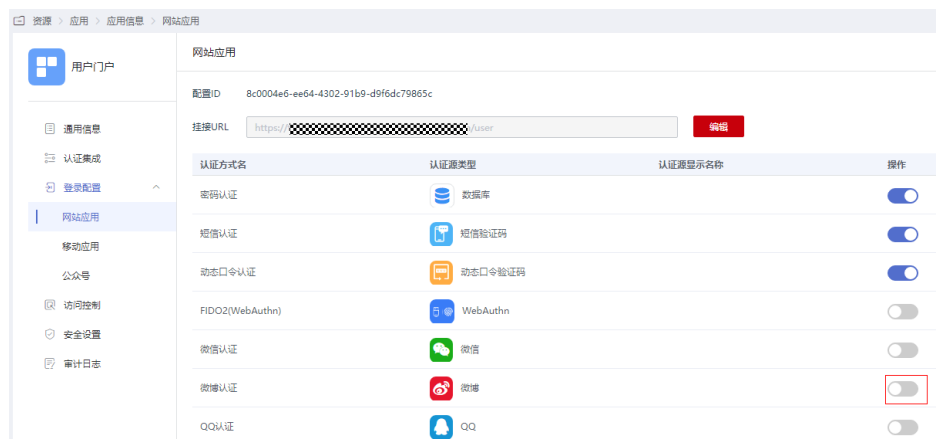 资源 > 应用 > 应用信息 > 网站应用
用户门户
通用信息
认证集成
登录配置
网站应用
移动应用
公众号
访问控制
安全设置
审计日志
网站应用
配置ID 8c0004e6-ee64-4302-91b9-d9f6dc79865c
挂接URL https:// /user 编辑
认证方式名 认证源类型 认证源显示名称 操作
密码认证 数据库
短信认证 短信验证码
动态口令认证 动态口令验证码
FIDO2(WebAuthn) WebAuthn
微信认证 微信
微博认证 微博
QQ认证 QQ